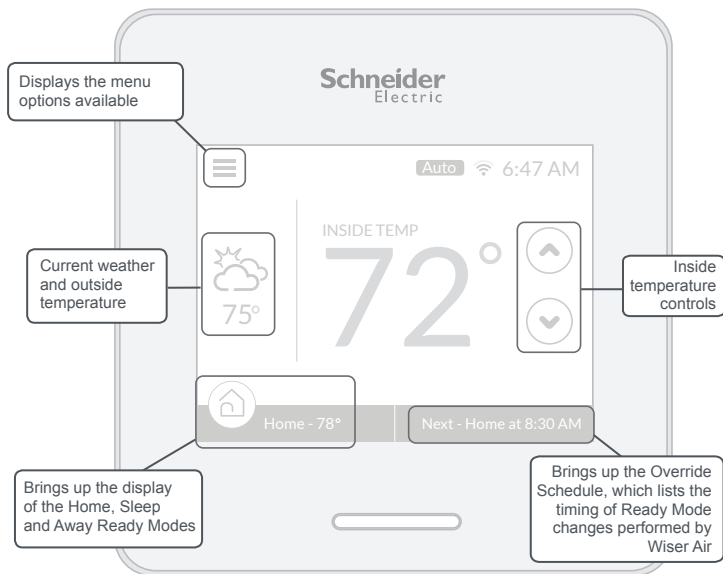 Schneider
Electric
Displays the menu
options available
Auto 6:47 AM
INSIDE TEMP
72°
75°
Current weather
and outside
temperature
Inside
temperature
controls
Home - 78°
Next - Home at 8:30 AM
Brings up the display
of the Home, Sleep
and Away Ready Modes
Brings up the Override
Schedule, which lists the
timing of Ready Mode
changes performed by
Wiser Air